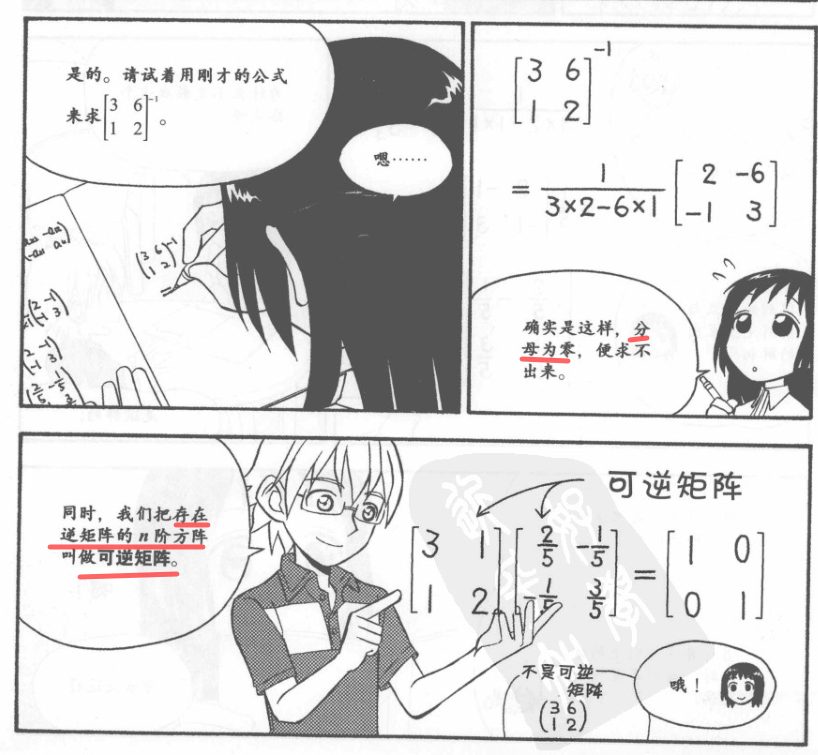 是的。请试着用刚才的公式
来求[3 6
1 2]⁻¹。
嗯……
(3 6)⁻¹
(1 2)
=
[3 6]⁻¹
[1 2]
= 1/(3×2-6×1) [2 -6
-1 3]
确实是这样，分
母为零，便求不
出来。
同时，我们把存在
逆矩阵的 n 阶方阵
叫做可逆矩阵。
可逆矩阵
[3 1] [2/5 -1/5] = [1 0]
[1 2] [-1/5 3/5] [0 1]
不是可逆
矩阵
(3 6)
(1 2)
哦！